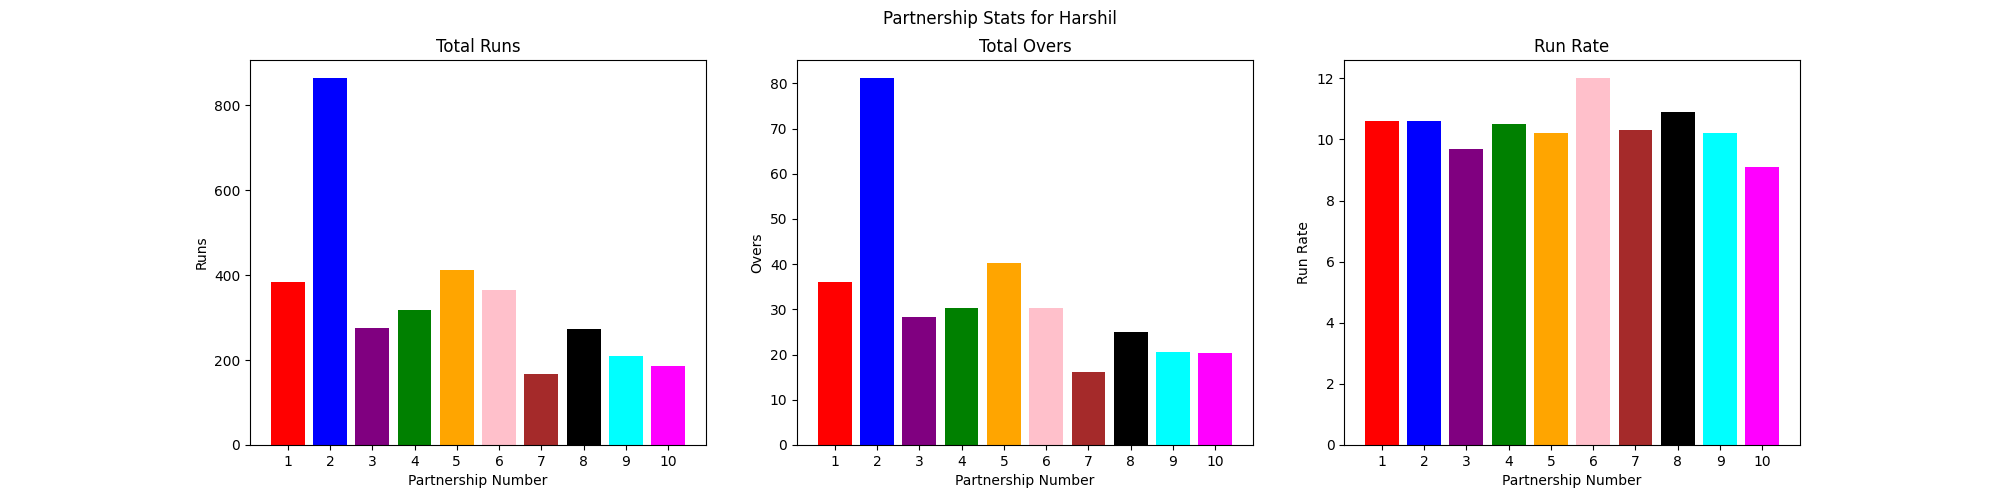 Partnership Stats for Harshil
Total Runs
Runs
800
600
400
200
0
1 2 3 4 5 6 7 8 9 10
Partnership Number
Total Overs
Overs
80
70
60
50
40
30
20
10
0
1 2 3 4 5 6 7 8 9 10
Partnership Number
Run Rate
Run Rate
12
10
8
6
4
2
0
1 2 3 4 5 6 7 8 9 10
Partnership Number